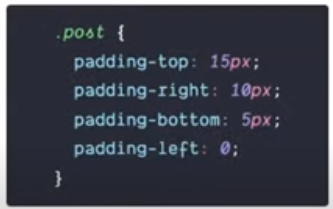 .post {
padding-top: 15px;
padding-right: 10px;
padding-bottom: 5px;
padding-left: 0;
}